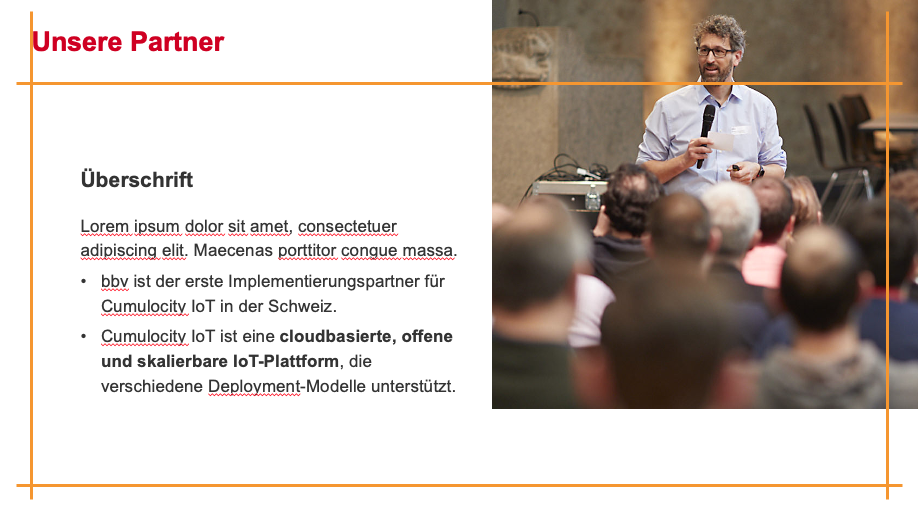 Unsere Partner
Überschrift
Lorem ipsum dolor sit amet, consectetuer
adipiscing elit. Maecenas porttitor congue massa.
• bbv ist der erste Implementierungspartner für
Cumulocity IoT in der Schweiz.
• Cumulocity IoT ist eine cloudbasierte, offene
und skalierbare IoT-Plattform, die
verschiedene Deployment-Modelle unterstützt.